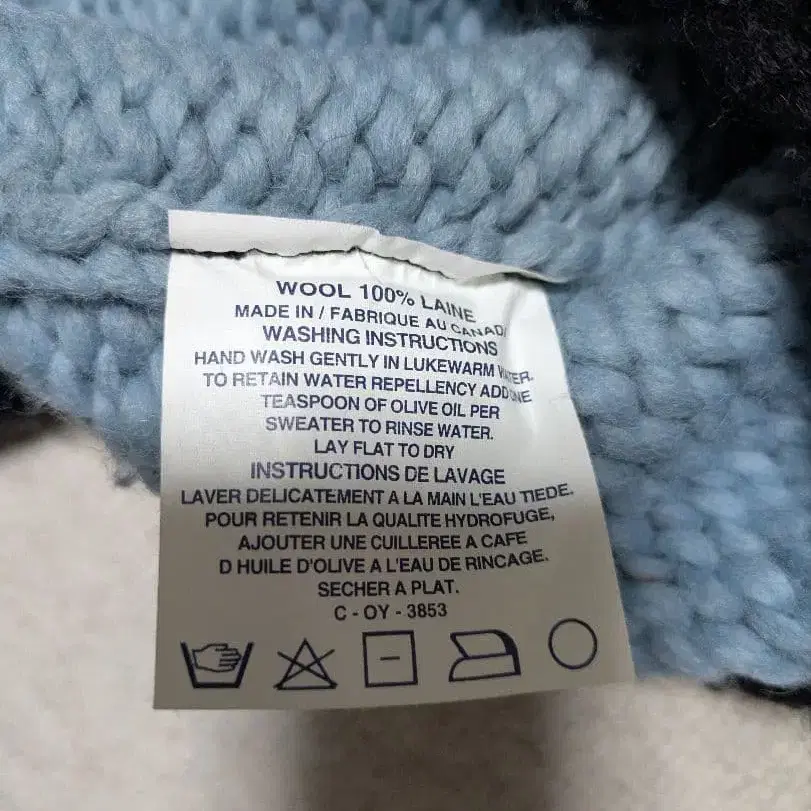 WOOL 100% LAINE
MADE IN / FABRIQUE AU CANAD/
WASHING INSTRUCTIONS
HAND WASH GENTLY IN LUKEWARM WATER.
TO RETAIN WATER REPELLENCY ADD ONE
TEASPOON OF OLIVE OIL PER
SWEATER TO RINSE WATER.
LAY FLAT TO DRY
INSTRUCTIONS DE LAVAGE
LAVER DELICATEMENT A LA MAIN L'EAU TIEDE.
POUR RETENIR LA QUALITE HYDROFUGE,
AJOUTER UNE CUILLEREE A CAFE
D HUILE D'OLIVE A L'EAU DE RINCAGE.
SECHER A PLAT.
C - OY - 3853